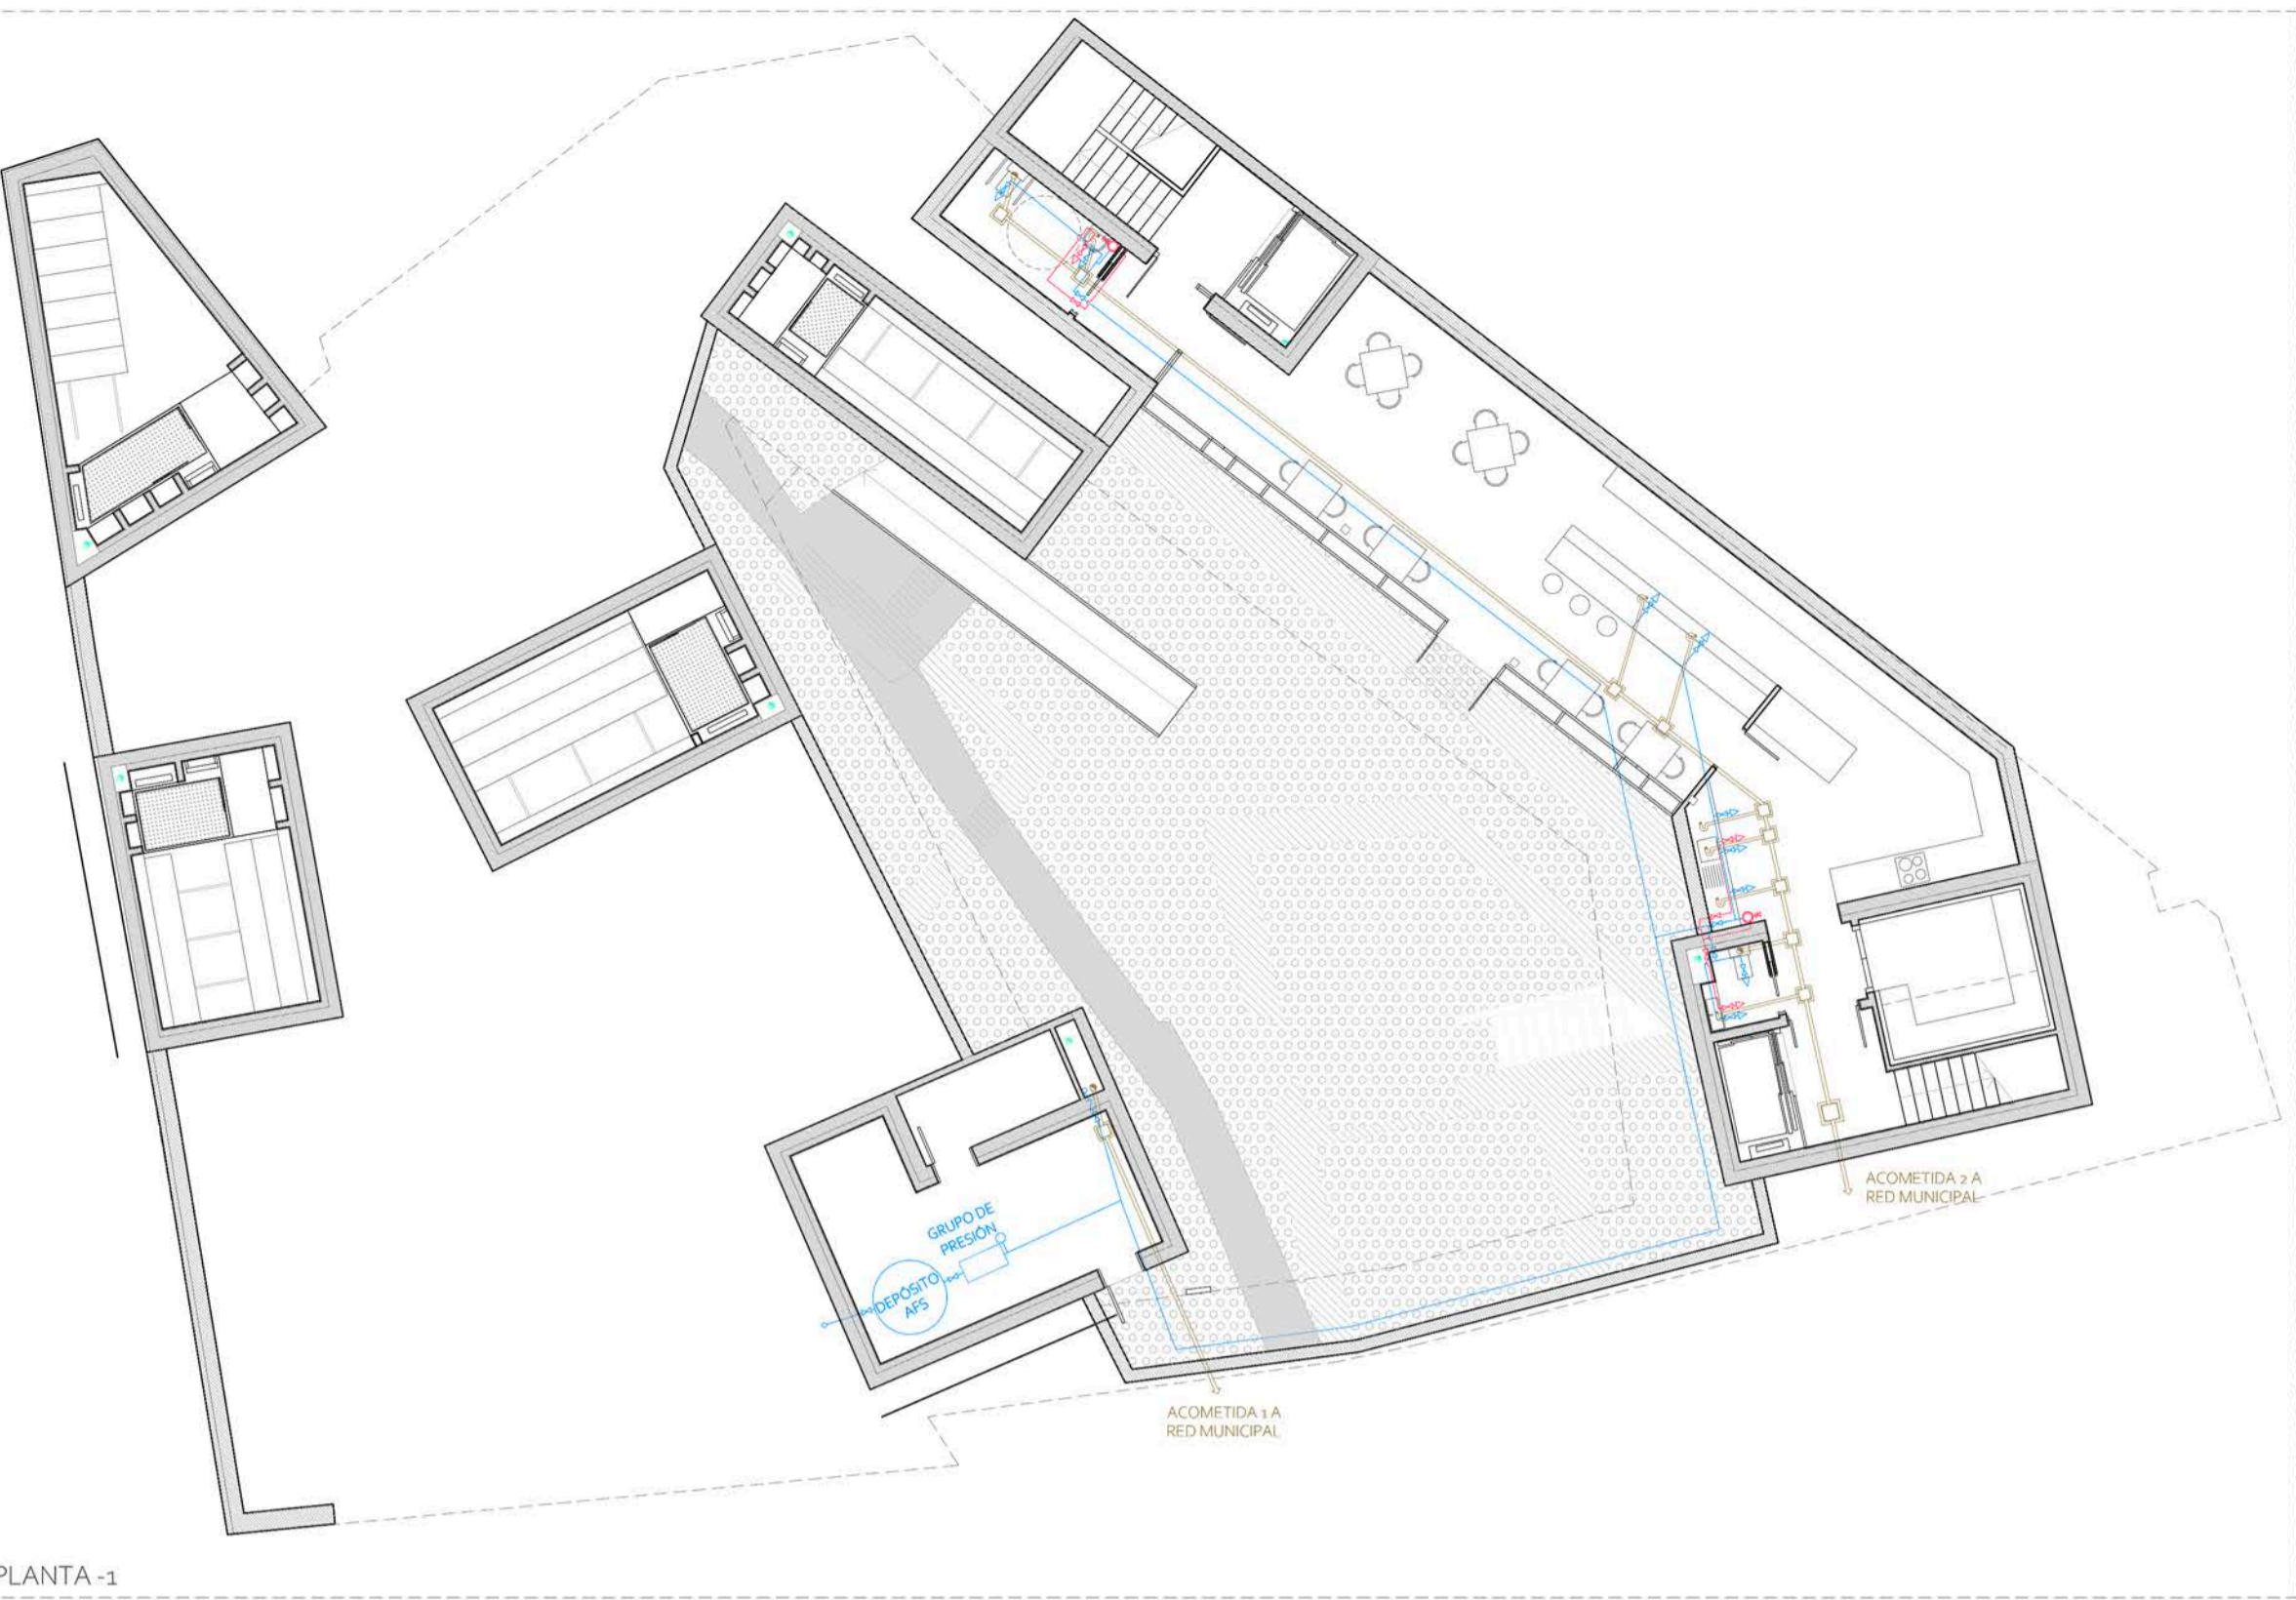 ACOMETIDA 2 A
RED MUNICIPAL
GRUPO DE
PRESIÓN
DEPÓSITO
AFS
ACOMETIDA 1 A
RED MUNICIPAL
PLANTA -1